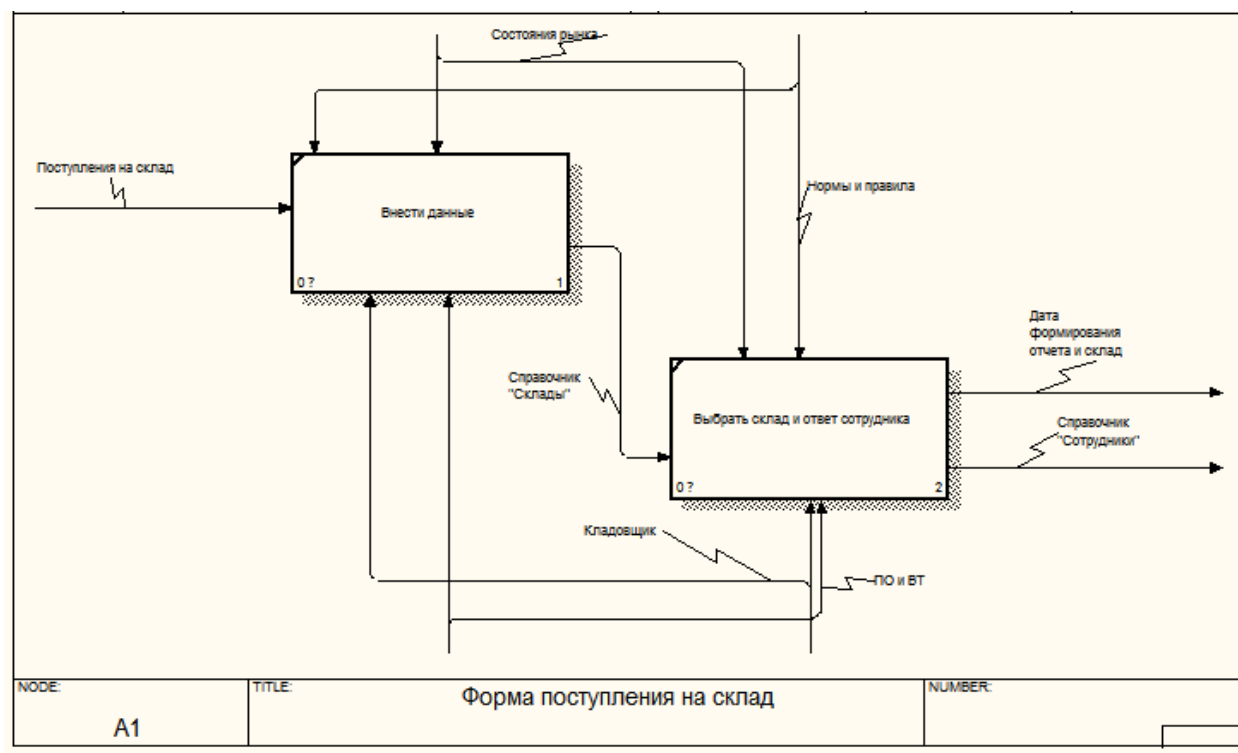 Состояния рынка
Поступления на склад
Нормы и правила
Внести данные
0 ?
1
Дата
формирования
отчета и склад
Справочник
"Склады"
Выбрать склад и ответ сотрудника
Справочник
"Сотрудники"
0 ?
2
Кладовщик
ПО и ВТ
NODE:
TITLE:
NUMBER:
Форма поступления на склад
A1